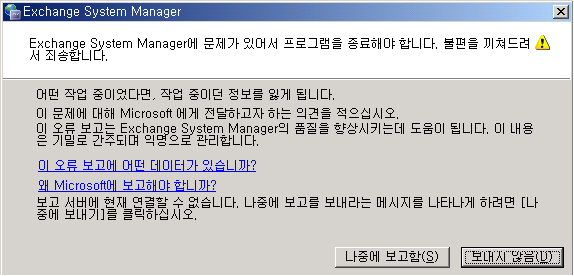 Exchange System Manager
Exchange System Manager에 문제가 있어서 프로그램을 종료해야 합니다. 불편을 끼쳐드려
서 죄송합니다.
어떤 작업 중이었다면, 작업 중이던 정보를 잃게 됩니다.
이 문제에 대해 Microsoft 에게 전달하고자 하는 의견을 적으십시오.
이 오류 보고는 Exchange System Manager의 품질을 향상시키는데 도움이 됩니다. 이 내용
은 기밀로 간주되며 익명으로 관리합니다.
이 오류 보고에 어떤 데이터가 있습니까?
왜 Microsoft에 보고해야 합니까?
보고 서버에 현재 연결할 수 없습니다. 나중에 보고를 보내라는 메시지를 나타나게 하려면 [나
중에 보내기]를 클릭하십시오.
나중에 보고함(S)
보내지 않음(D)